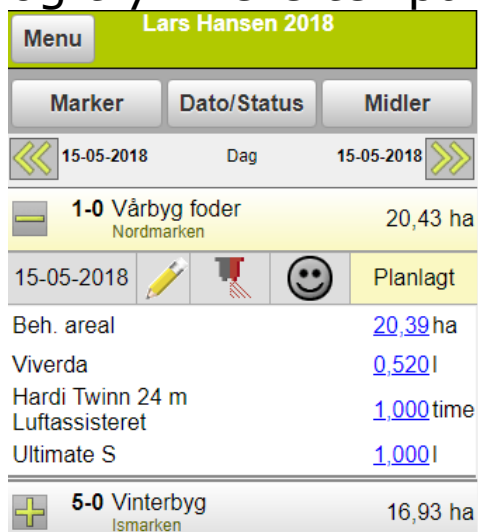 Lars Hansen 2018
Menu
Marker
Dato/Status
Midler
15-05-2018 Dag 15-05-2018
1-0 Vårbyg foder 20,43 ha
Nordmarken
15-05-2018 Planlagt
Beh. areal 20,39 ha
Viverda 0,520 l
Hardi Twinn 24 m
Luftassisteret 1,000 time
Ultimate S 1,000 l
5-0 Vinterbyg 16,93 ha
Ismarken